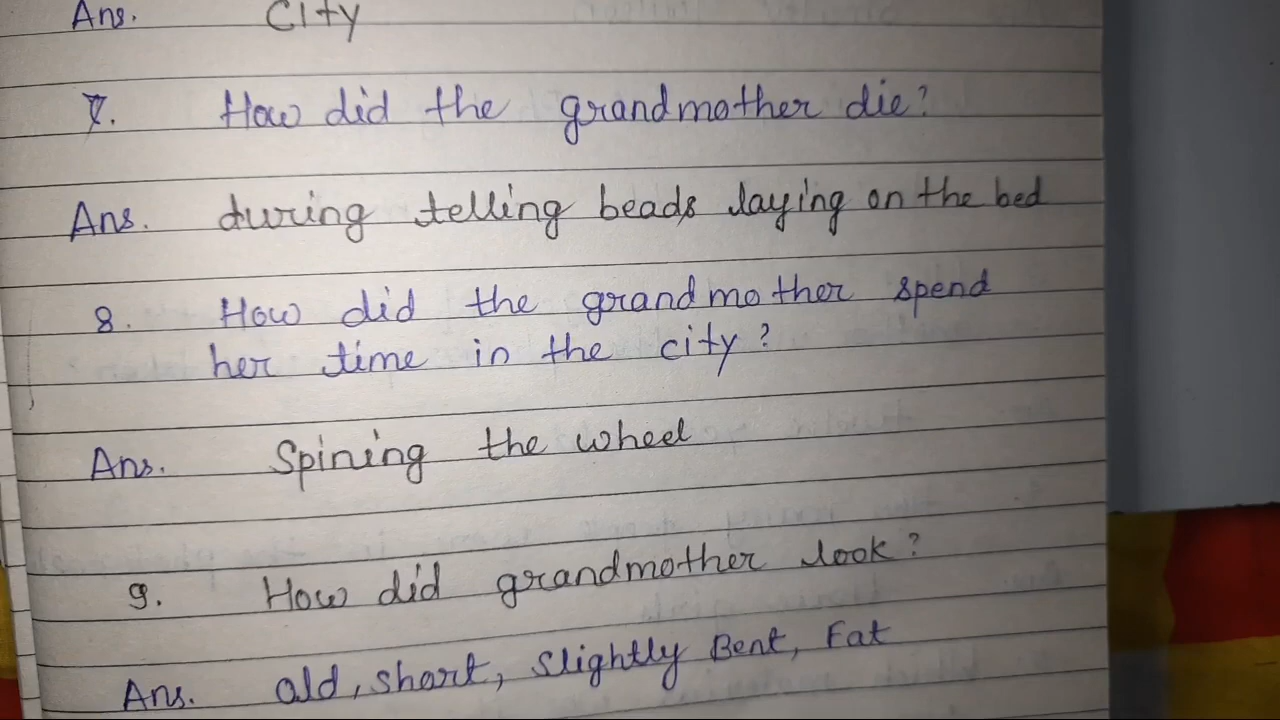 Ans. City
7. How did the grandmother die?
Ans. during telling beads laying on the bed
8. How did the grandmother spend
her time in the city?
Ans. Spining the wheel
9. How did grandmother look?
Ans. old, short, slightly Bent, Fat